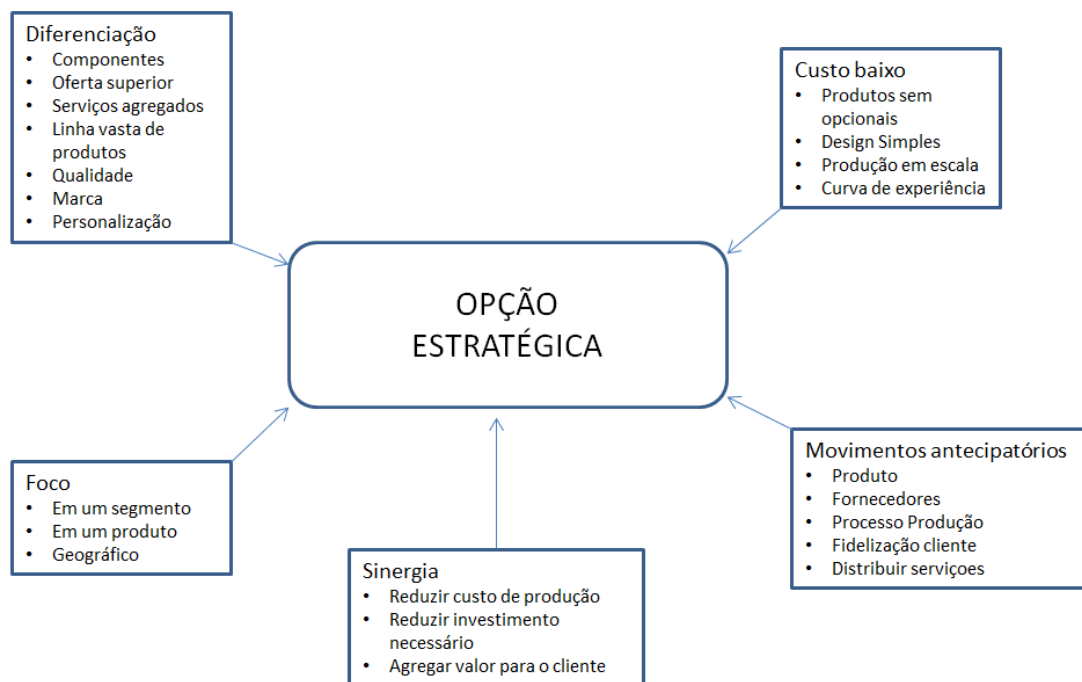 Diferenciação
• Componentes
• Oferta superior
• Serviços agregados
• Linha vasta de
produtos
• Qualidade
• Marca
• Personalização
Custo baixo
• Produtos sem
opcionais
• Design Simples
• Produção em escala
• Curva de experiência
OPÇÃO
ESTRATÉGICA
Foco
• Em um segmento
• Em um produto
• Geográfico
Sinergia
• Reduzir custo de produção
• Reduzir investimento
necessário
• Agregar valor para o cliente
Movimentos antecipatórios
• Produto
• Fornecedores
• Processo Produção
• Fidelização cliente
• Distribuir serviçoes